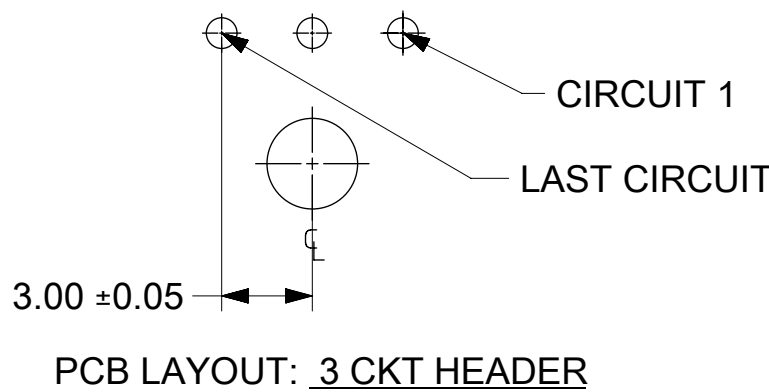 CIRCUIT 1
LAST CIRCUIT
℄
3.00 ±0.05
PCB LAYOUT: 3 CKT HEADER